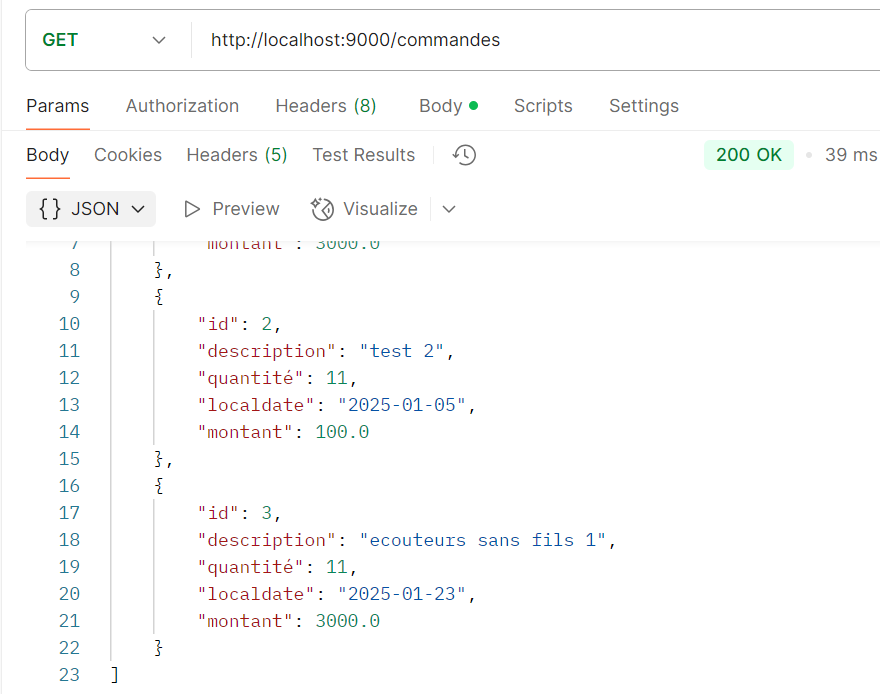 GET http://localhost:9000/commandes
Params Authorization Headers (8) Body Scripts Settings
Body Cookies Headers (5) Test Results 200 OK 39 ms
{} JSON Preview Visualize
7 "montant": 3000.0
8 },
9 {
10 "id": 2,
11 "description": "test 2",
12 "quantité": 11,
13 "localdate": "2025-01-05",
14 "montant": 100.0
15 },
16 {
17 "id": 3,
18 "description": "ecouteurs sans fils 1",
19 "quantité": 11,
20 "localdate": "2025-01-23",
21 "montant": 3000.0
22 }
23 ]